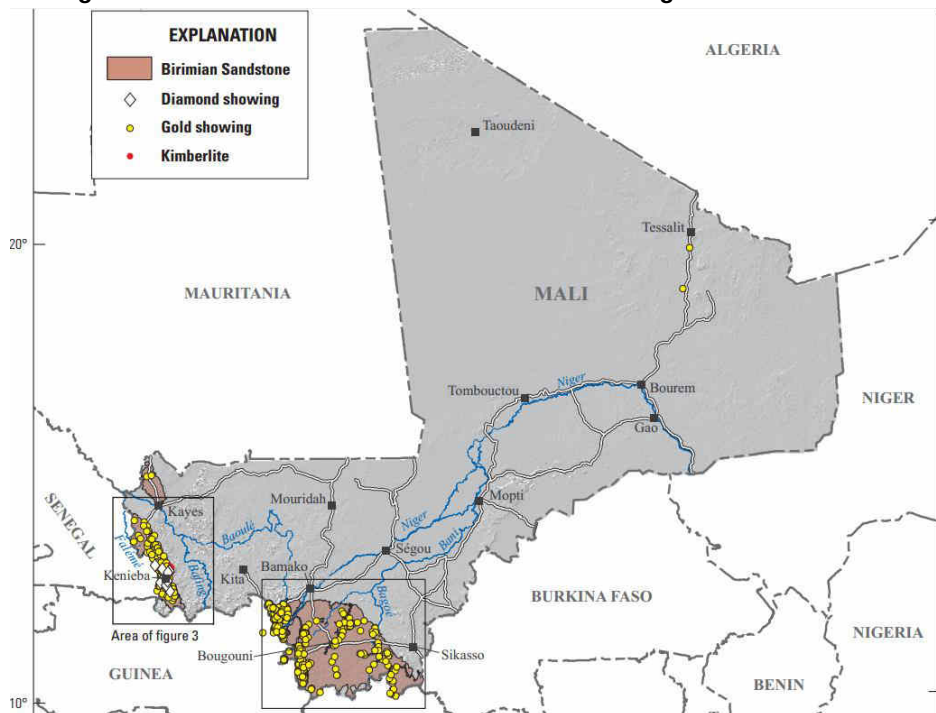 EXPLANATION
Birimian Sandstone
Diamond showing
Gold showing
Kimberlite
ALGERIA
Taoudeni
Tessalit
20°
MAURITANIA
MALI
Niger
Tombouctou
Bourem
NIGER
Gao
SENEGAL
Kayes
Mouridah
Mopti
Niger
Baoulé
Bani
Falémé
Ségou
Bafing
Kenieba
Kita
Bamako
Bagoé
BURKINA FASO
Area of figure 3
NIGERIA
Bougouni
Sikasso
GUINEA
BENIN
10°